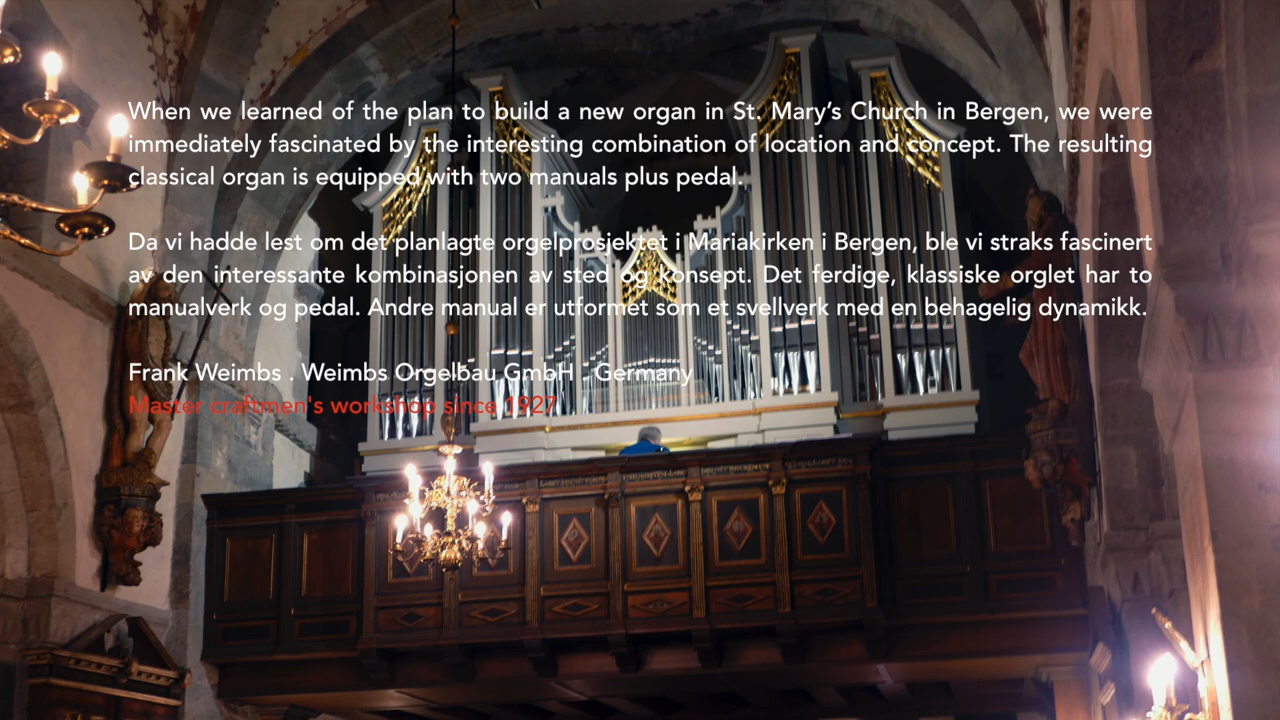 When we learned of the plan to build a new organ in St. Mary’s Church in Bergen, we were
immediately fascinated by the interesting combination of location and concept. The resulting
classical organ is equipped with two manuals plus pedal.
Da vi hadde lest om det planlagte orgelprosjektet i Mariakirken i Bergen, ble vi straks fascinert
av den interessante kombinasjonen av sted og konsept. Det ferdige, klassiske orglet har to
manualverk og pedal. Andre manual er utformet som et svellverk med en behagelig dynamikk.
Frank Weimbs . Weimbs Orgelbau GmbH . Germany
Master craftmen's workshop since 1927